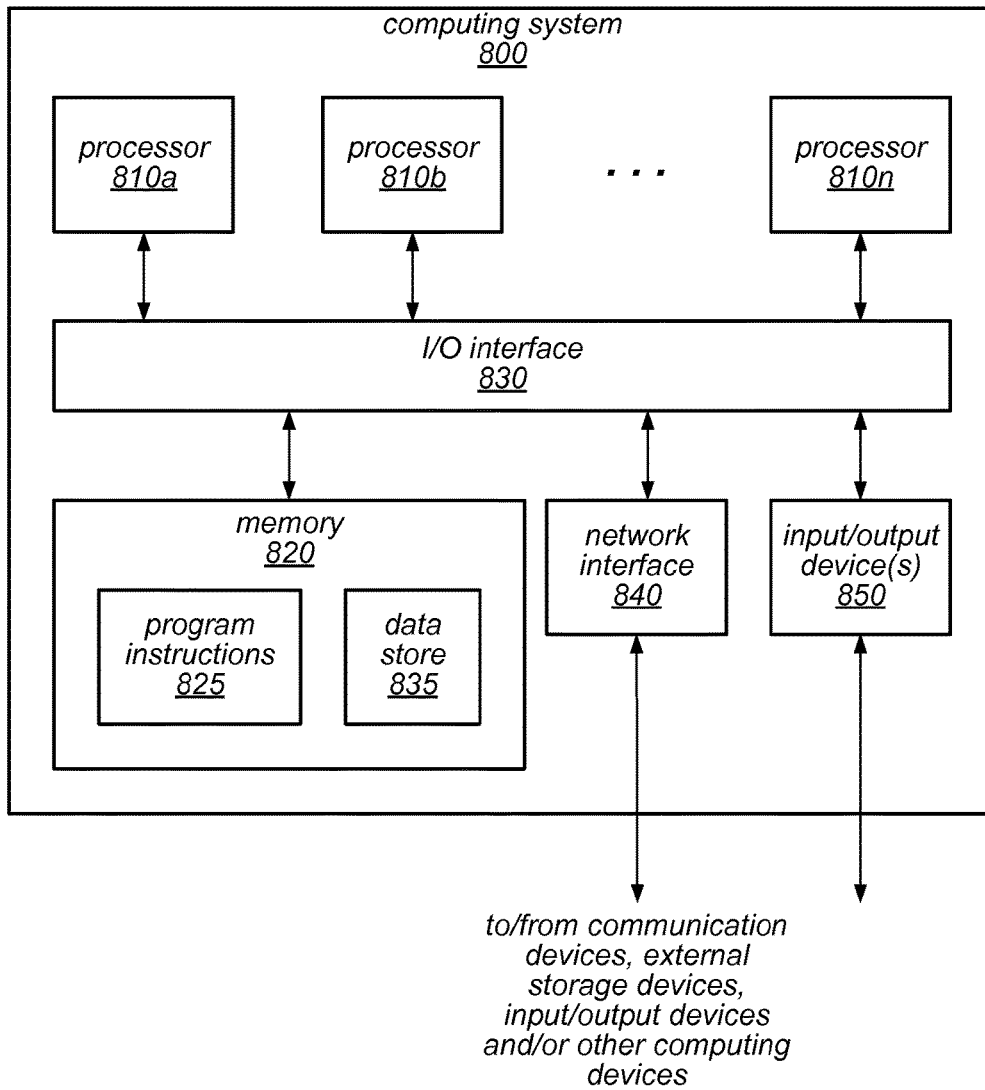 computing system
800
processor
810a
processor
810b
. . .
processor
810n
I/O interface
830
memory
820
program
instructions
825
data
store
835
network
interface
840
input/output
device(s)
850
to/from communication
devices, external
storage devices,
input/output devices
and/or other computing
devices